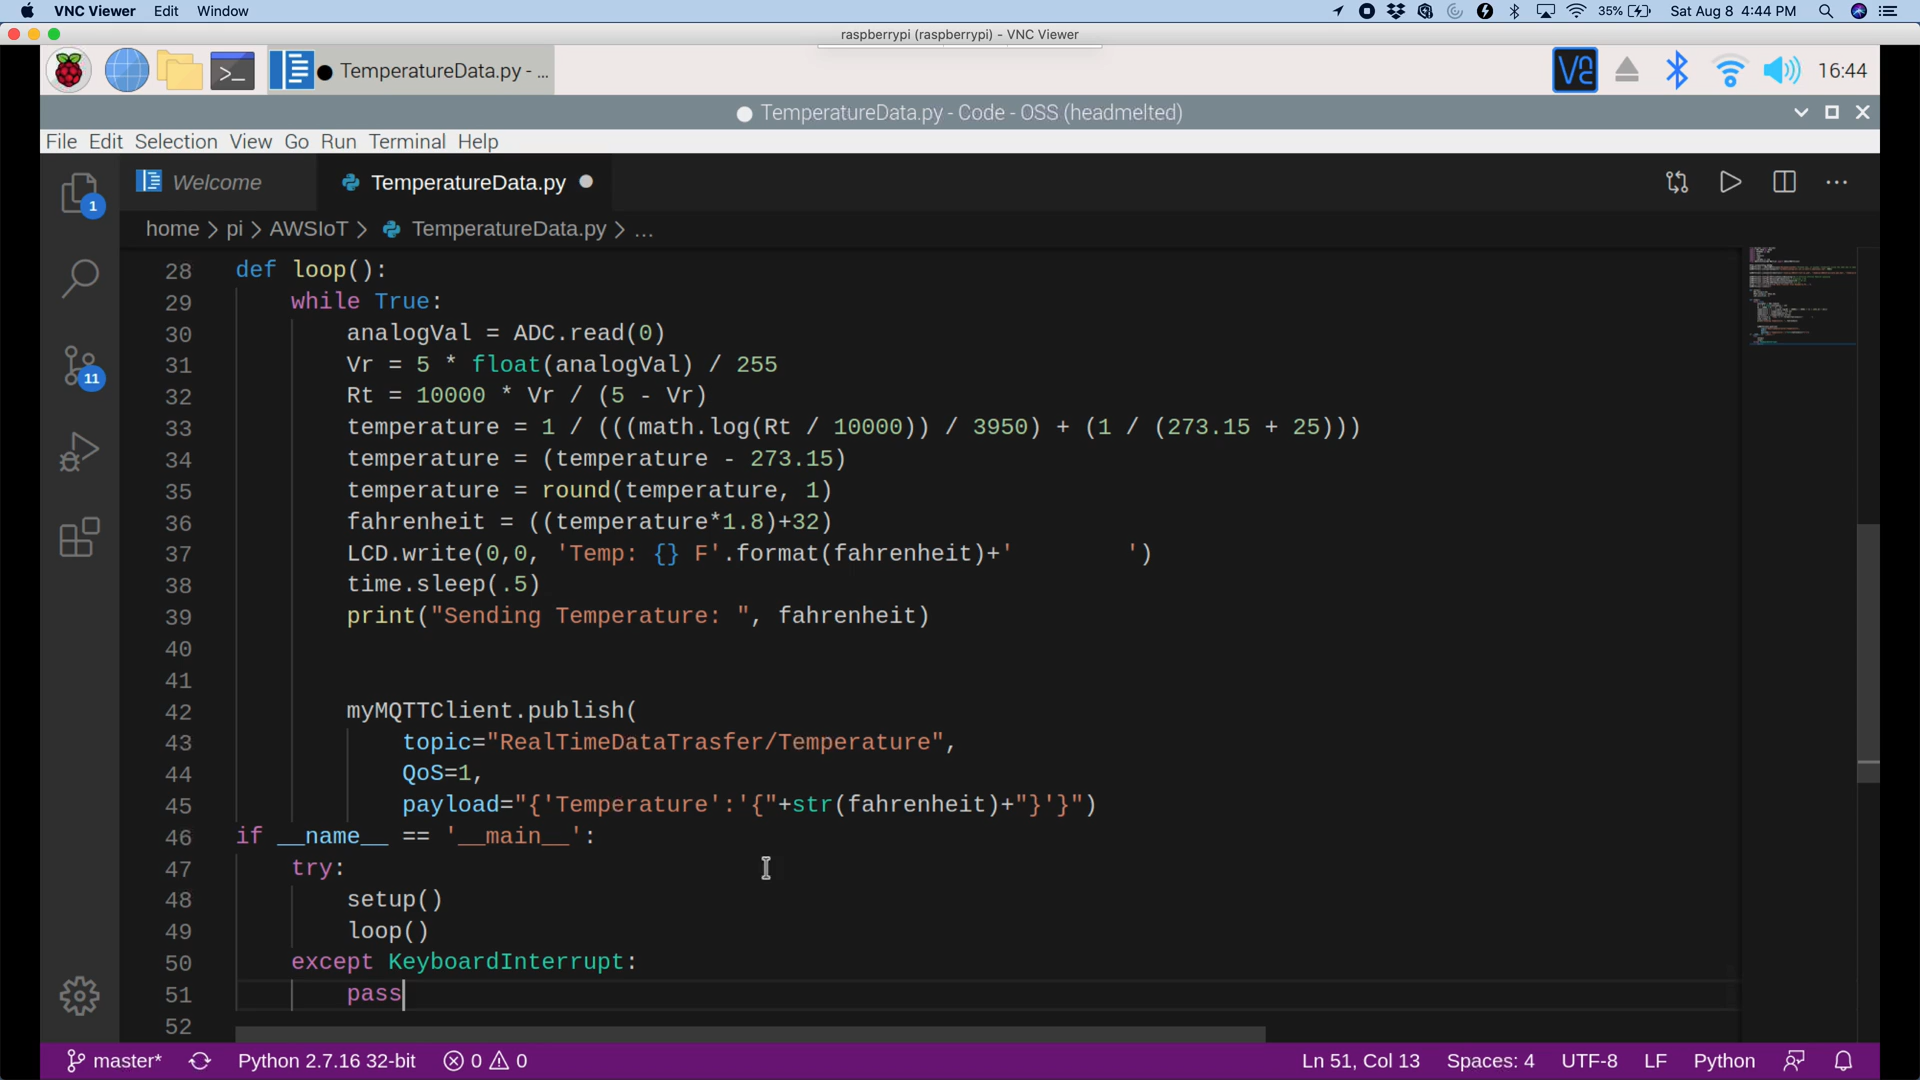 VNC Viewer Edit Window 35% Sat Aug 8 4:44 PM
raspberrypi (raspberrypi) - VNC Viewer
TemperatureData.py - ... 16:44
TemperatureData.py - Code - OSS (headmelted)
File Edit Selection View Go Run Terminal Help
Welcome TemperatureData.py
home > pi > AWSIoT > TemperatureData.py > ...
1
11
28 def loop():
29 while True:
30 analogVal = ADC.read(0)
31 Vr = 5 * float(analogVal) / 255
32 Rt = 10000 * Vr / (5 - Vr)
33 temperature = 1 / (((math.log(Rt / 10000)) / 3950) + (1 / (273.15 + 25)))
34 temperature = (temperature - 273.15)
35 temperature = round(temperature, 1)
36 fahrenheit = ((temperature*1.8)+32)
37 LCD.write(0,0, 'Temp: {} F'.format(fahrenheit)+'        ')
38 time.sleep(.5)
39 print("Sending Temperature: ", fahrenheit)
40
41
42 myMQTTClient.publish(
43 topic="RealTimeDataTrasfer/Temperature",
44 QoS=1,
45 payload="{'Temperature':'{"+str(fahrenheit)+"}'}")
46 if __name__ == '__main__':
47 try:
48 setup()
49 loop()
50 except KeyboardInterrupt:
51 pass
52
master* Python 2.7.16 32-bit 0 0 Ln 51, Col 13 Spaces: 4 UTF-8 LF Python